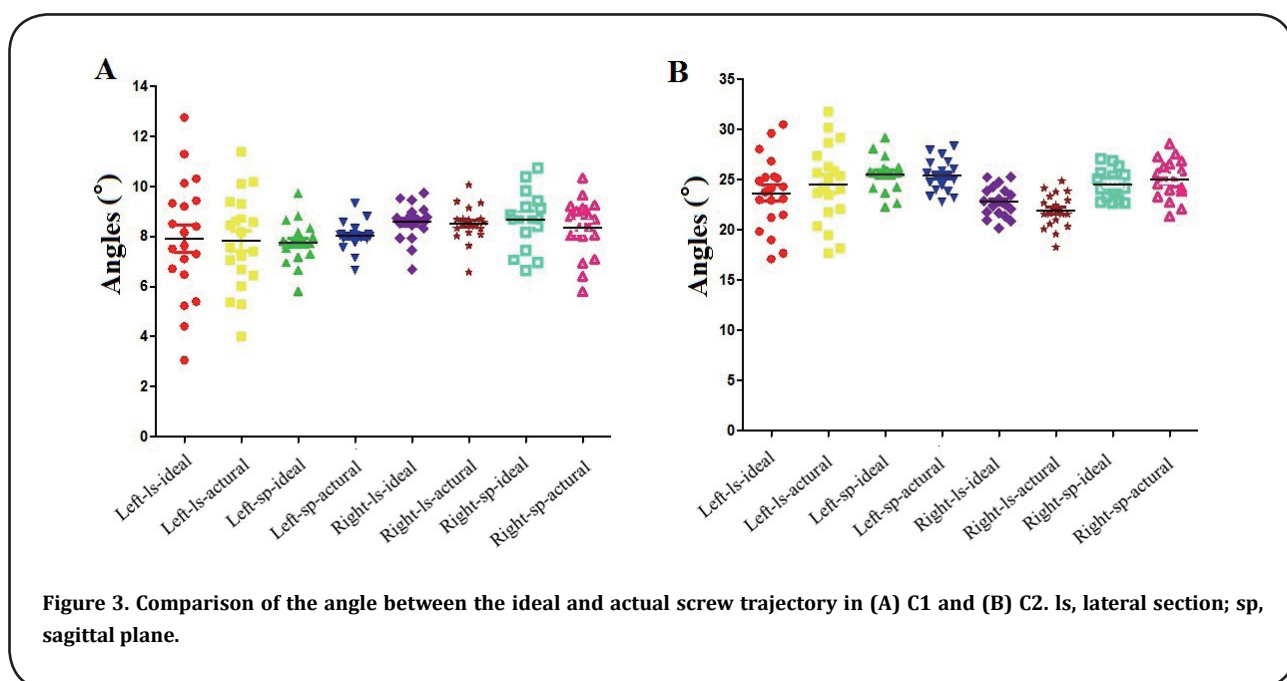 A
Angles (°)
14
12
10
8
6
4
2
0
Left-ls-ideal
Left-ls-actural
Left-sp-ideal
Left-sp-actural
Right-ls-ideal
Right-ls-actural
Right-sp-ideal
Right-sp-actural
B
Angles (°)
35
30
25
20
15
10
5
0
Left-ls-ideal
Left-ls-actural
Left-sp-ideal
Left-sp-actural
Right-ls-ideal
Right-ls-actural
Right-sp-ideal
Right-sp-actural
Figure 3. Comparison of the angle between the ideal and actual screw trajectory in (A) C1 and (B) C2. ls, lateral section; sp,
sagittal plane.